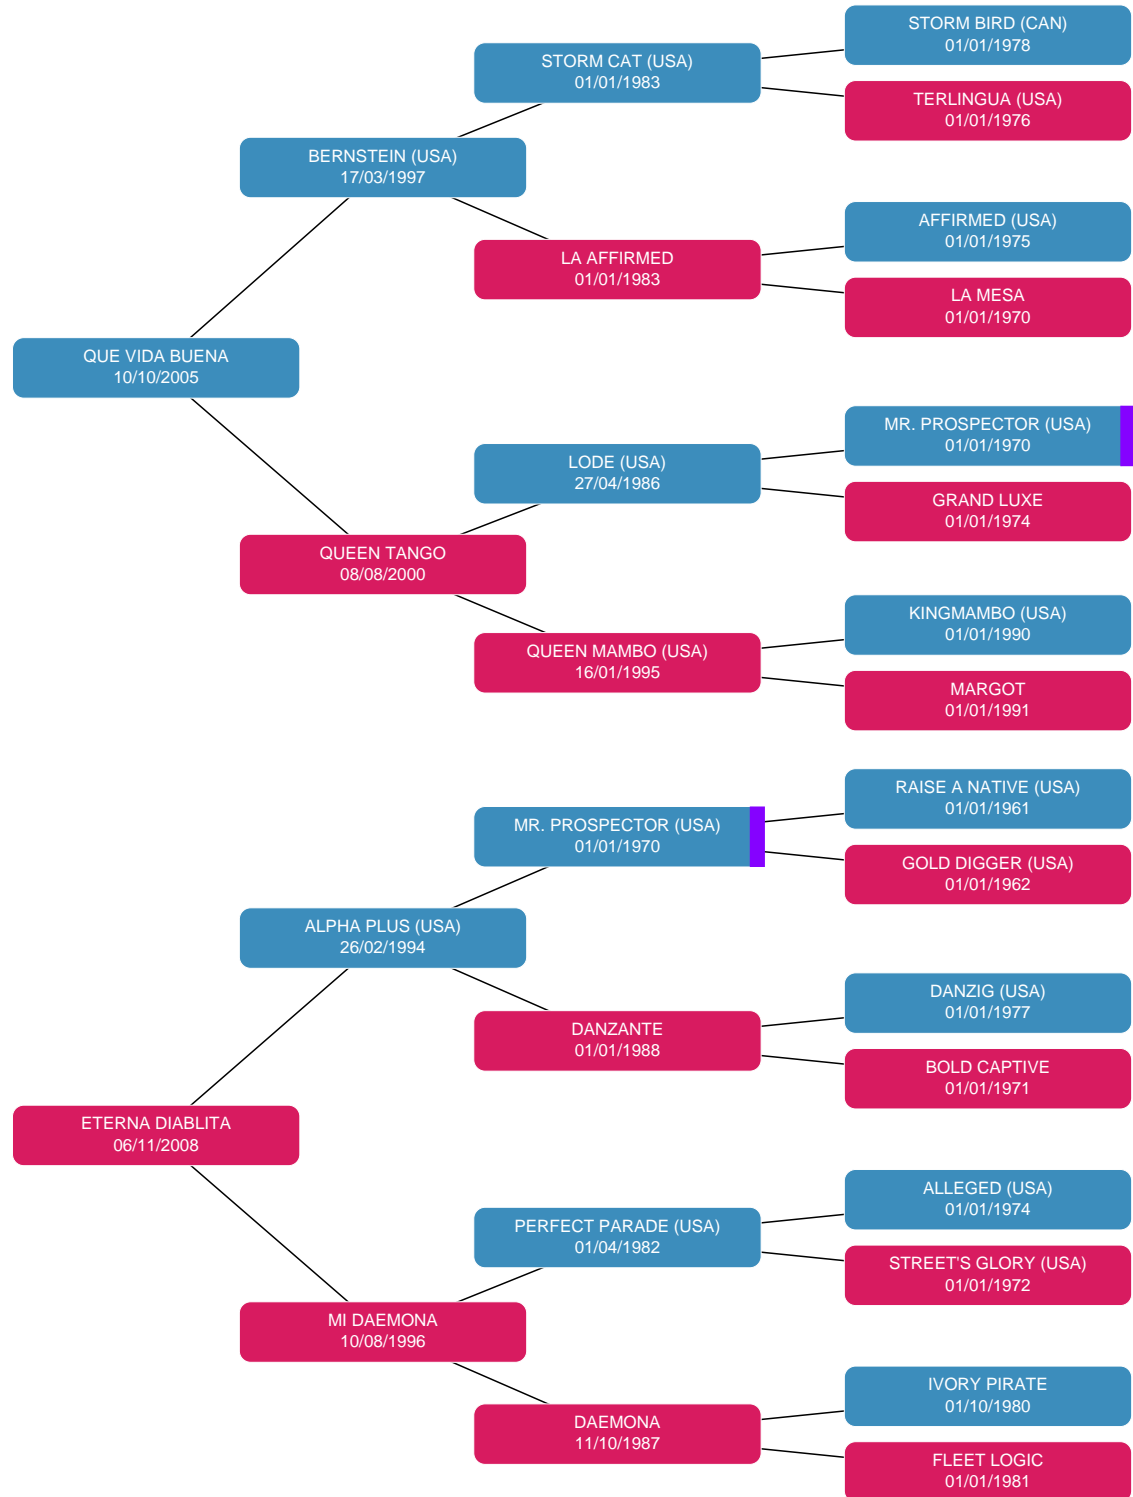 STORM BIRD (CAN)
01/01/1978
STORM CAT (USA)
01/01/1983
TERLINGUA (USA)
01/01/1976
BERNSTEIN (USA)
17/03/1997
AFFIRMED (USA)
01/01/1975
LA AFFIRMED
01/01/1983
LA MESA
01/01/1970
QUE VIDA BUENA
10/10/2005
MR. PROSPECTOR (USA)
01/01/1970
LODE (USA)
27/04/1986
GRAND LUXE
01/01/1974
QUEEN TANGO
08/08/2000
KINGMAMBO (USA)
01/01/1990
QUEEN MAMBO (USA)
16/01/1995
MARGOT
01/01/1991
RAISE A NATIVE (USA)
01/01/1961
MR. PROSPECTOR (USA)
01/01/1970
GOLD DIGGER (USA)
01/01/1962
ALPHA PLUS (USA)
26/02/1994
DANZIG (USA)
01/01/1977
DANZANTE
01/01/1988
BOLD CAPTIVE
01/01/1971
ETERNA DIABLITA
06/11/2008
ALLEGED (USA)
01/01/1974
PERFECT PARADE (USA)
01/04/1982
STREET'S GLORY (USA)
01/01/1972
MI DAEMONA
10/08/1996
IVORY PIRATE
01/10/1980
DAEMONA
11/10/1987
FLEET LOGIC
01/01/1981